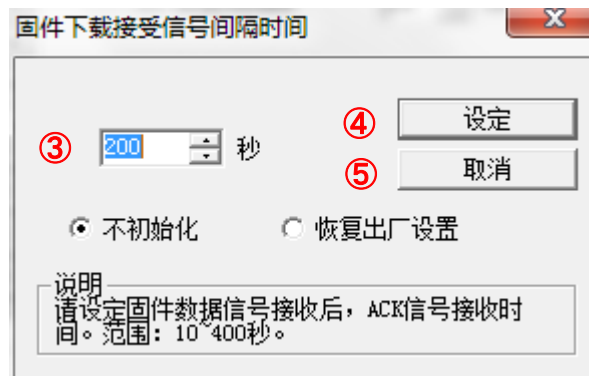 固件下载接受信号间隔时间
③ 200 秒
④ 设定
⑤ 取消
不初始化 恢复出厂设置
说明
请设定固件数据信号接收后，ACK信号接收时
间。范围：10~400秒。